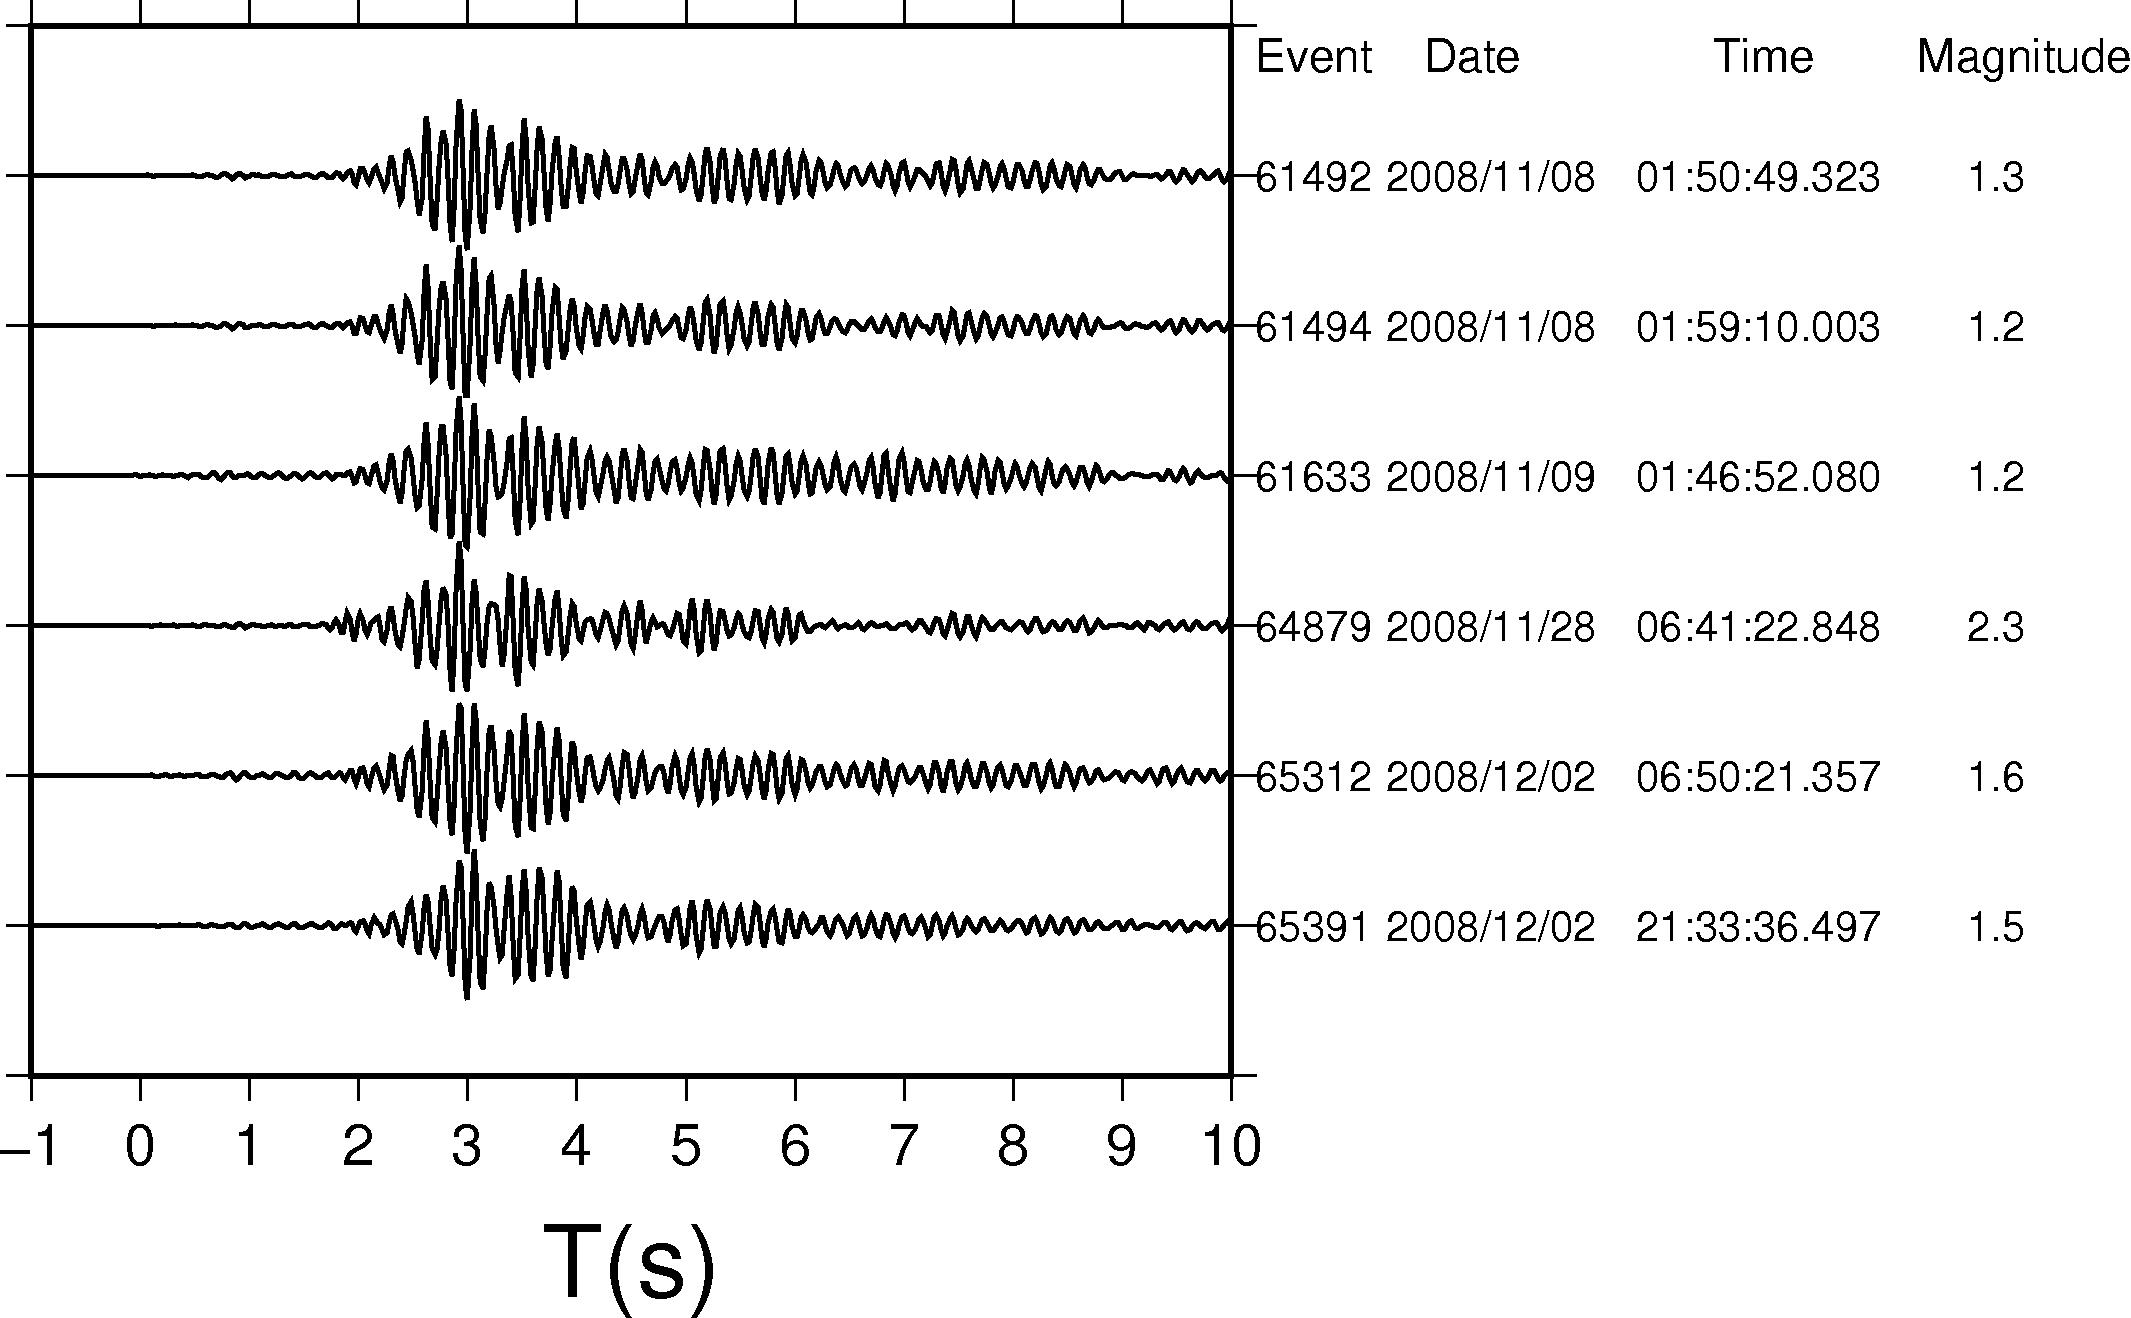 Event Date Time Magnitude
61492 2008/11/08 01:50:49.323 1.3
61494 2008/11/08 01:59:10.003 1.2
61633 2008/11/09 01:46:52.080 1.2
64879 2008/11/28 06:41:22.848 2.3
65312 2008/12/02 06:50:21.357 1.6
65391 2008/12/02 21:33:36.497 1.5
−1 0 1 2 3 4 5 6 7 8 9 10
T(s)